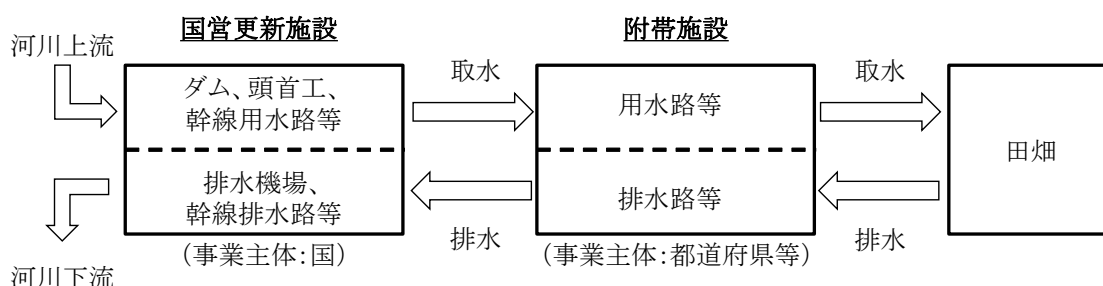 国営更新施設
附帯施設
河川上流
取水
取水
ダム、頭首工、
幹線用水路等
用水路等
田畑
排水機場、
幹線排水路等
排水路等
排水
排水
(事業主体:国)
(事業主体:都道府県等)
河川下流